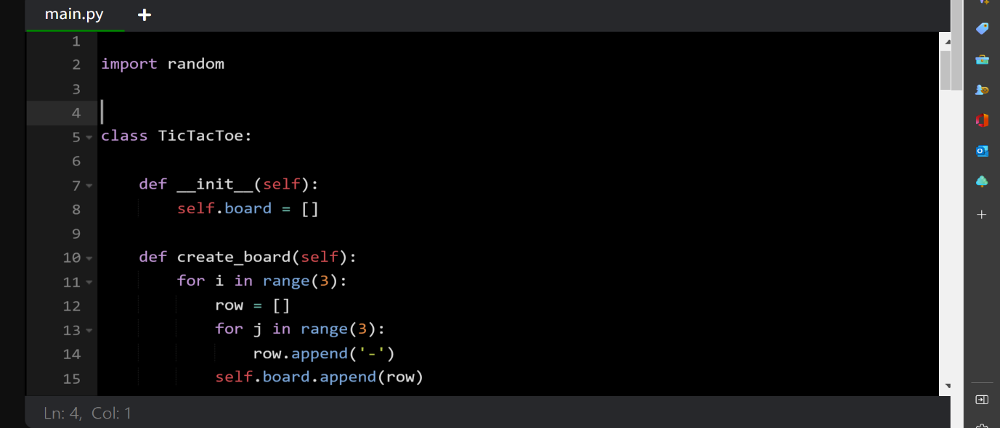 main.py +
1
2 import random
3
4
5 class TicTacToe:
6
7     def __init__(self):
8         self.board = []
9
10     def create_board(self):
11         for i in range(3):
12             row = []
13             for j in range(3):
14                 row.append('-')
15             self.board.append(row)
Ln: 4, Col: 1